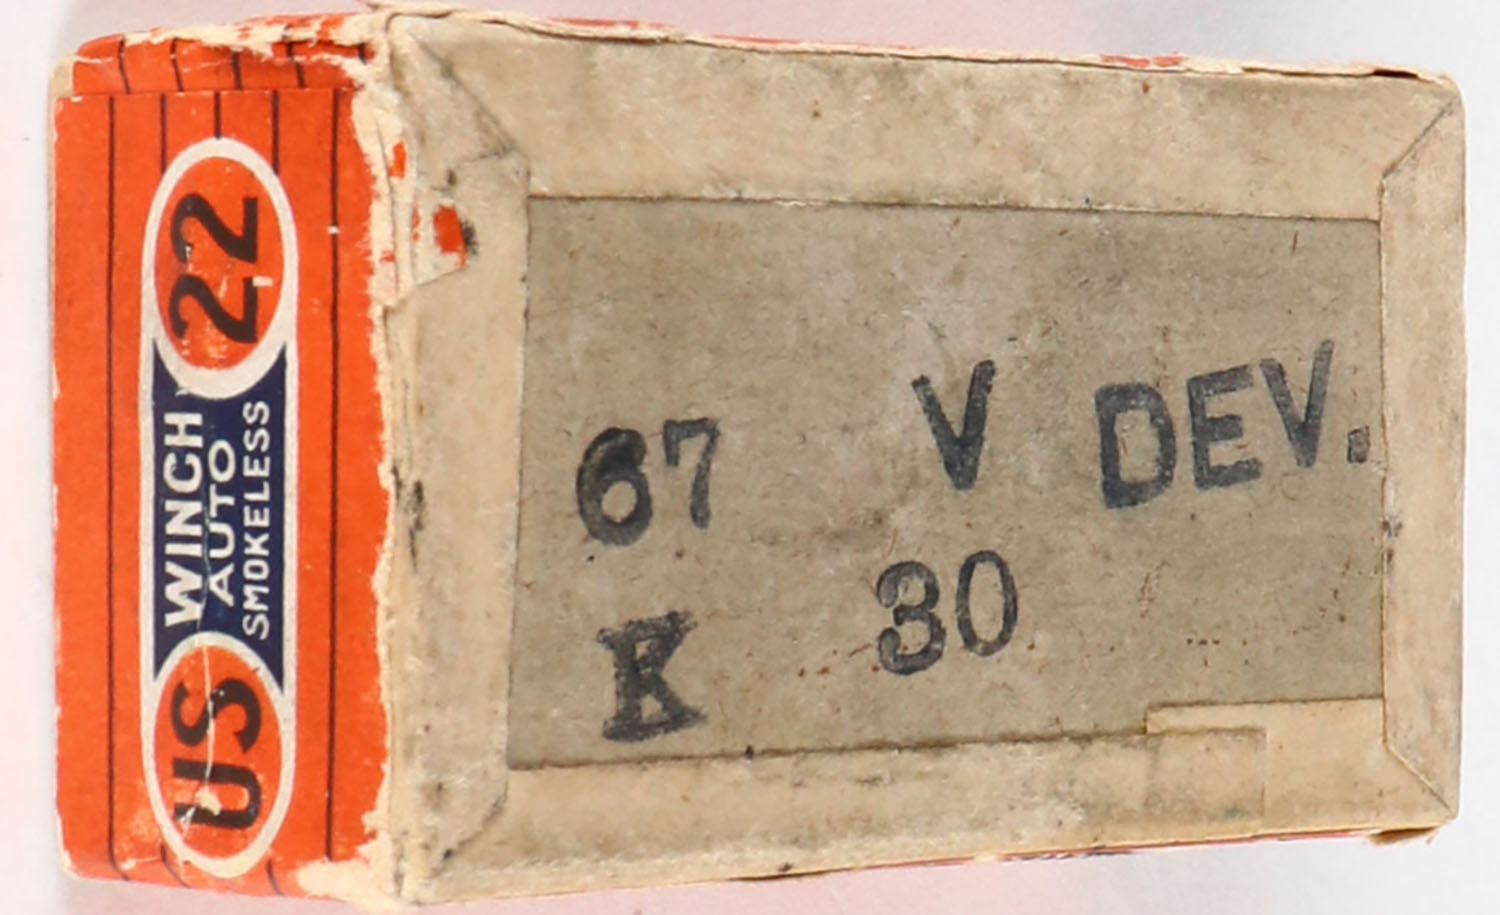 US
WINCH
AUTO
SMOKELESS
22
67 V DEV.
K 30